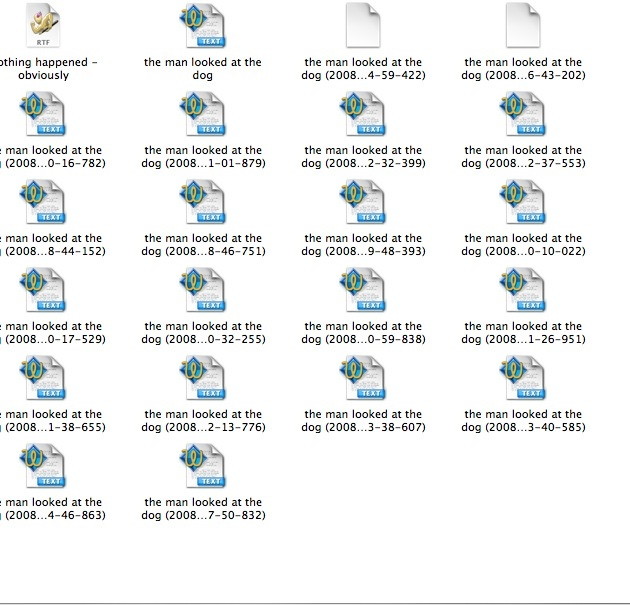 RTF
othing happened –
obviously
the man looked at the
dog
the man looked at the
dog (2008...4-59-422)
the man looked at the
dog (2008...6-43-202)
TEXT
e man looked at the
g (2008...0-16-782)
TEXT
the man looked at the
dog (2008...1-01-879)
TEXT
the man looked at the
dog (2008...2-32-399)
TEXT
the man looked at the
dog (2008...2-37-553)
TEXT
e man looked at the
g (2008...8-44-152)
TEXT
the man looked at the
dog (2008...8-46-751)
TEXT
the man looked at the
dog (2008...9-48-393)
TEXT
the man looked at the
dog (2008...0-10-022)
TEXT
e man looked at the
g (2008...0-17-529)
TEXT
the man looked at the
dog (2008...0-32-255)
TEXT
the man looked at the
dog (2008...0-59-838)
TEXT
the man looked at the
dog (2008...1-26-951)
TEXT
e man looked at the
g (2008...1-38-655)
TEXT
the man looked at the
dog (2008...2-13-776)
TEXT
the man looked at the
dog (2008...3-38-607)
TEXT
the man looked at the
dog (2008...3-40-585)
TEXT
e man looked at the
g (2008...4-46-863)
TEXT
the man looked at the
dog (2008...7-50-832)
TEXT